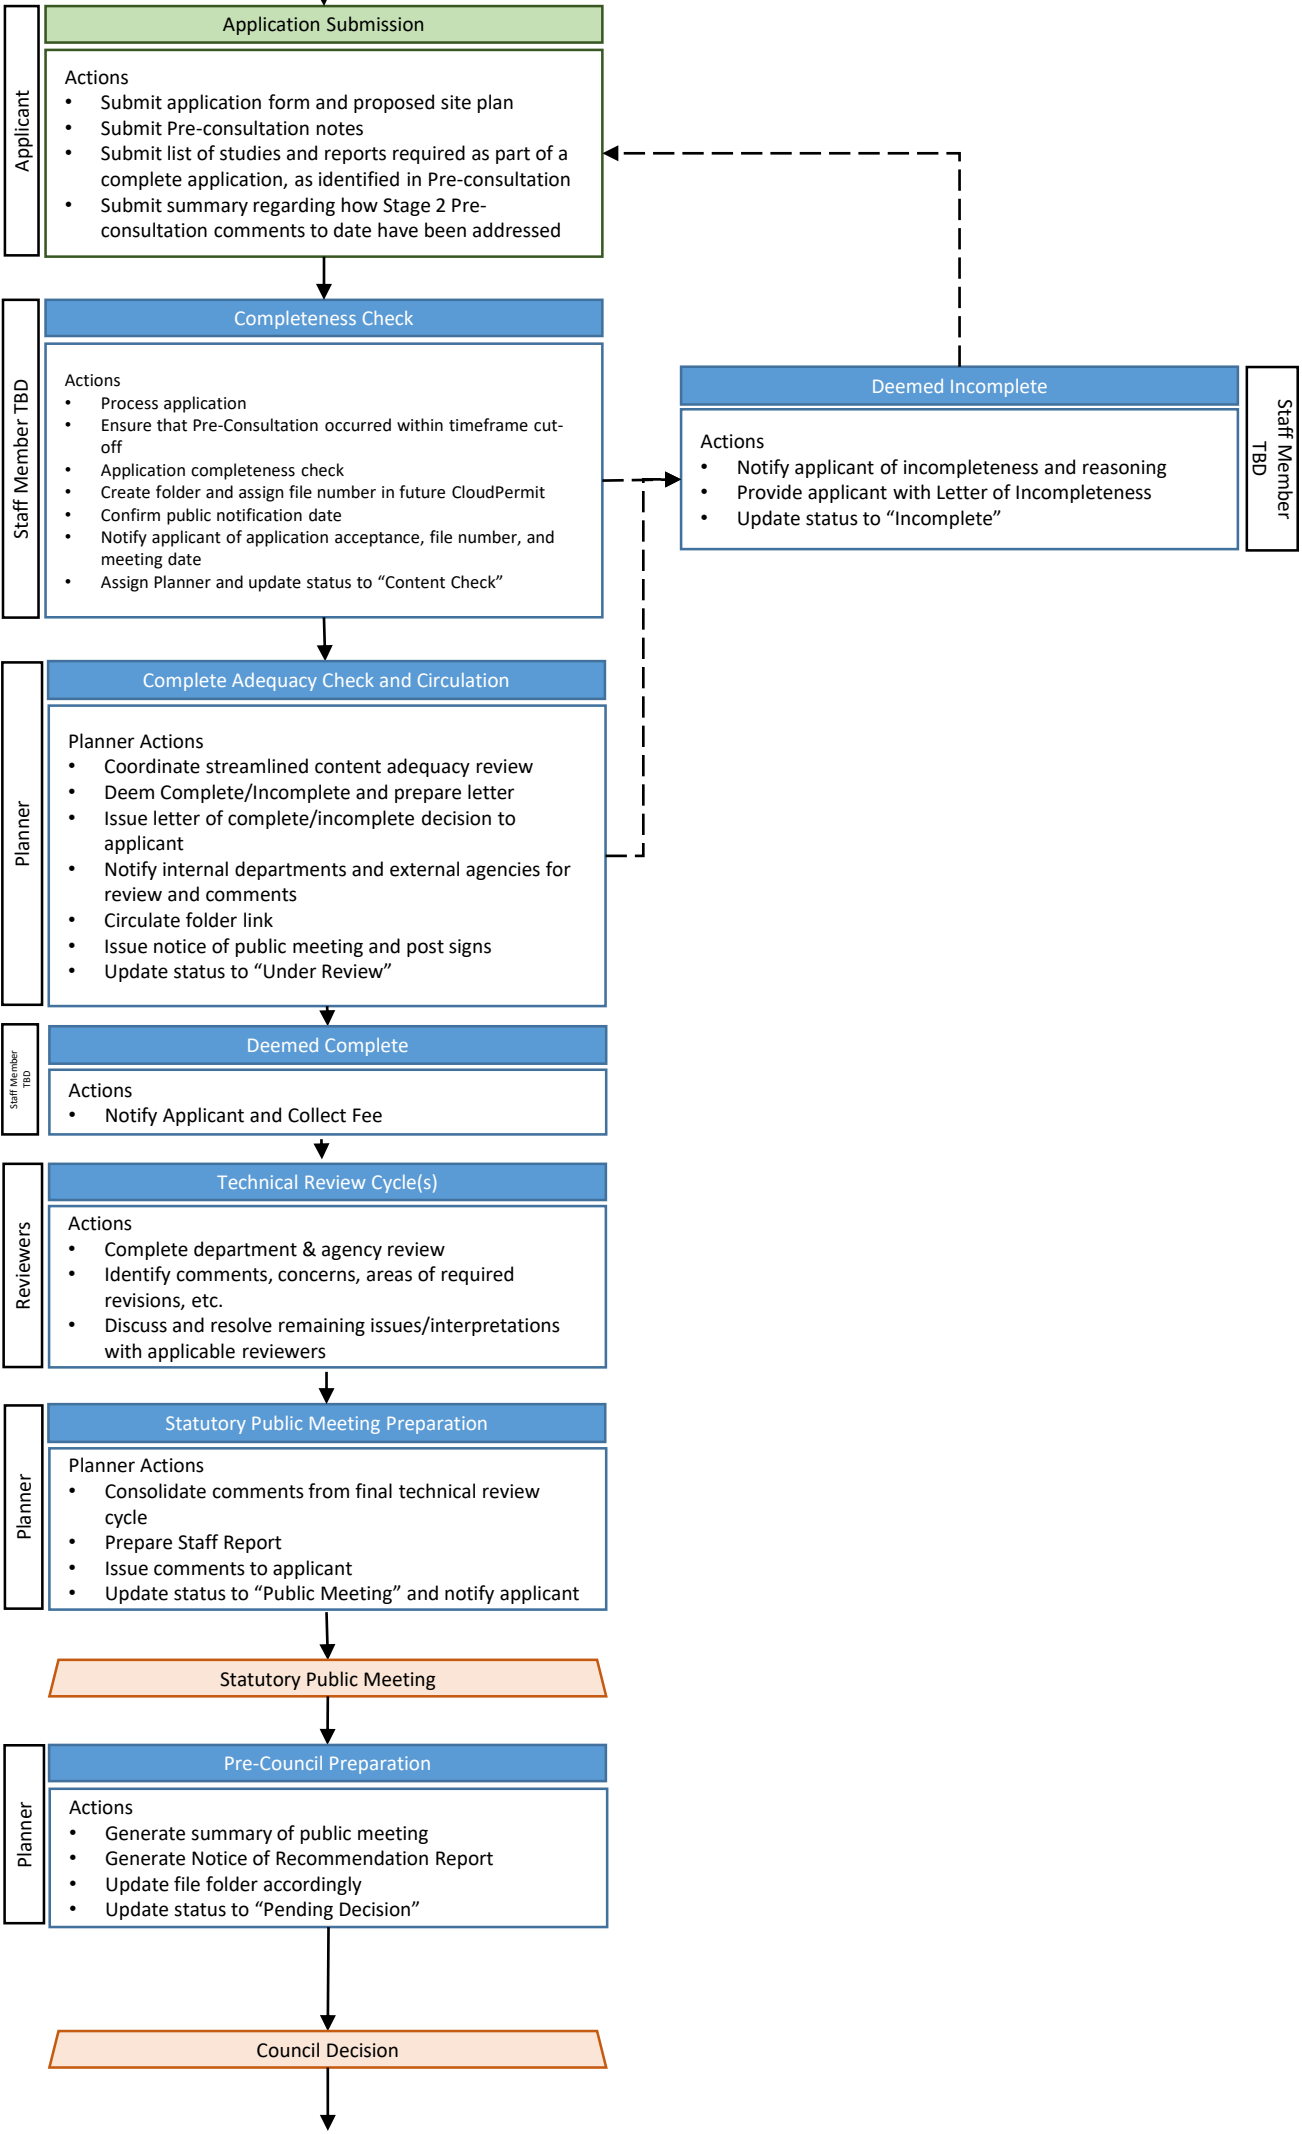 Application Submission
Applicant
Actions
• Submit application form and proposed site plan
• Submit Pre-consultation notes
• Submit list of studies and reports required as part of a
complete application, as identified in Pre-consultation
• Submit summary regarding how Stage 2 Pre-
consultation comments to date have been addressed
Completeness Check
Staff Member TBD
Actions
• Process application
• Ensure that Pre-Consultation occurred within timeframe cut-
off
• Application completeness check
• Create folder and assign file number in future CloudPermit
• Confirm public notification date
• Notify applicant of application acceptance, file number, and
meeting date
• Assign Planner and update status to “Content Check”
Deemed Incomplete
Actions
• Notify applicant of incompleteness and reasoning
• Provide applicant with Letter of Incompleteness
• Update status to “Incomplete”
Staff Member
TBD
Complete Adequacy Check and Circulation
Planner
Planner Actions
• Coordinate streamlined content adequacy review
• Deem Complete/Incomplete and prepare letter
• Issue letter of complete/incomplete decision to
applicant
• Notify internal departments and external agencies for
review and comments
• Circulate folder link
• Issue notice of public meeting and post signs
• Update status to “Under Review”
Deemed Complete
Staff Member
TBD
Actions
• Notify Applicant and Collect Fee
Technical Review Cycle(s)
Reviewers
Actions
• Complete department & agency review
• Identify comments, concerns, areas of required
revisions, etc.
• Discuss and resolve remaining issues/interpretations
with applicable reviewers
Statutory Public Meeting Preparation
Planner
Planner Actions
• Consolidate comments from final technical review
cycle
• Prepare Staff Report
• Issue comments to applicant
• Update status to “Public Meeting” and notify applicant
Statutory Public Meeting
Pre-Council Preparation
Planner
Actions
• Generate summary of public meeting
• Generate Notice of Recommendation Report
• Update file folder accordingly
• Update status to “Pending Decision”
Council Decision